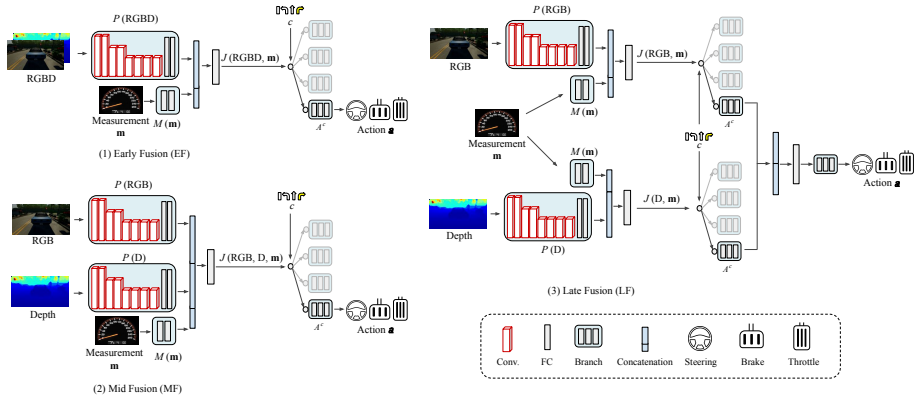 P (RGBD)
RGBD
J (RGBD, m)
c
Measurement
m
M (m)
A^c
Action a
(1) Early Fusion (EF)
P (RGB)
RGB
P (D)
Depth
J (RGB, D, m)
c
Measurement
m
M (m)
A^c
Action a
(2) Mid Fusion (MF)
P (RGB)
RGB
J (RGB, m)
M (m)
A^c
Measurement
m
c
Action a
M (m)
J (D, m)
Depth
P (D)
A^c
(3) Late Fusion (LF)
Conv.
FC
Branch
Concatenation
Steering
Brake
Throttle